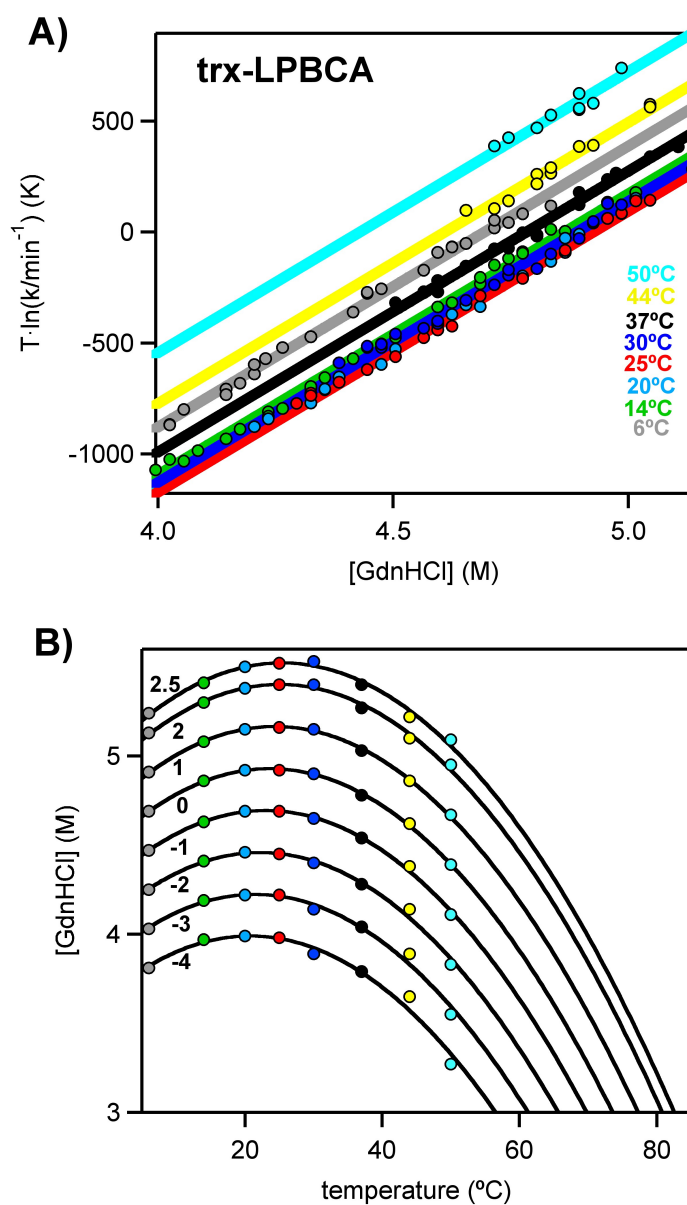 A)
trx-LPBCA
500
0
-500
-1000
T·ln(k/min⁻¹) (K)
50ºC
44ºC
37ºC
30ºC
25ºC
20ºC
14ºC
6ºC
4.0 4.5 5.0
[GdnHCl] (M)
B)
2.5
2
1
0
-1
-2
-3
-4
5
4
3
[GdnHCl] (M)
20 40 60 80
temperature (ºC)